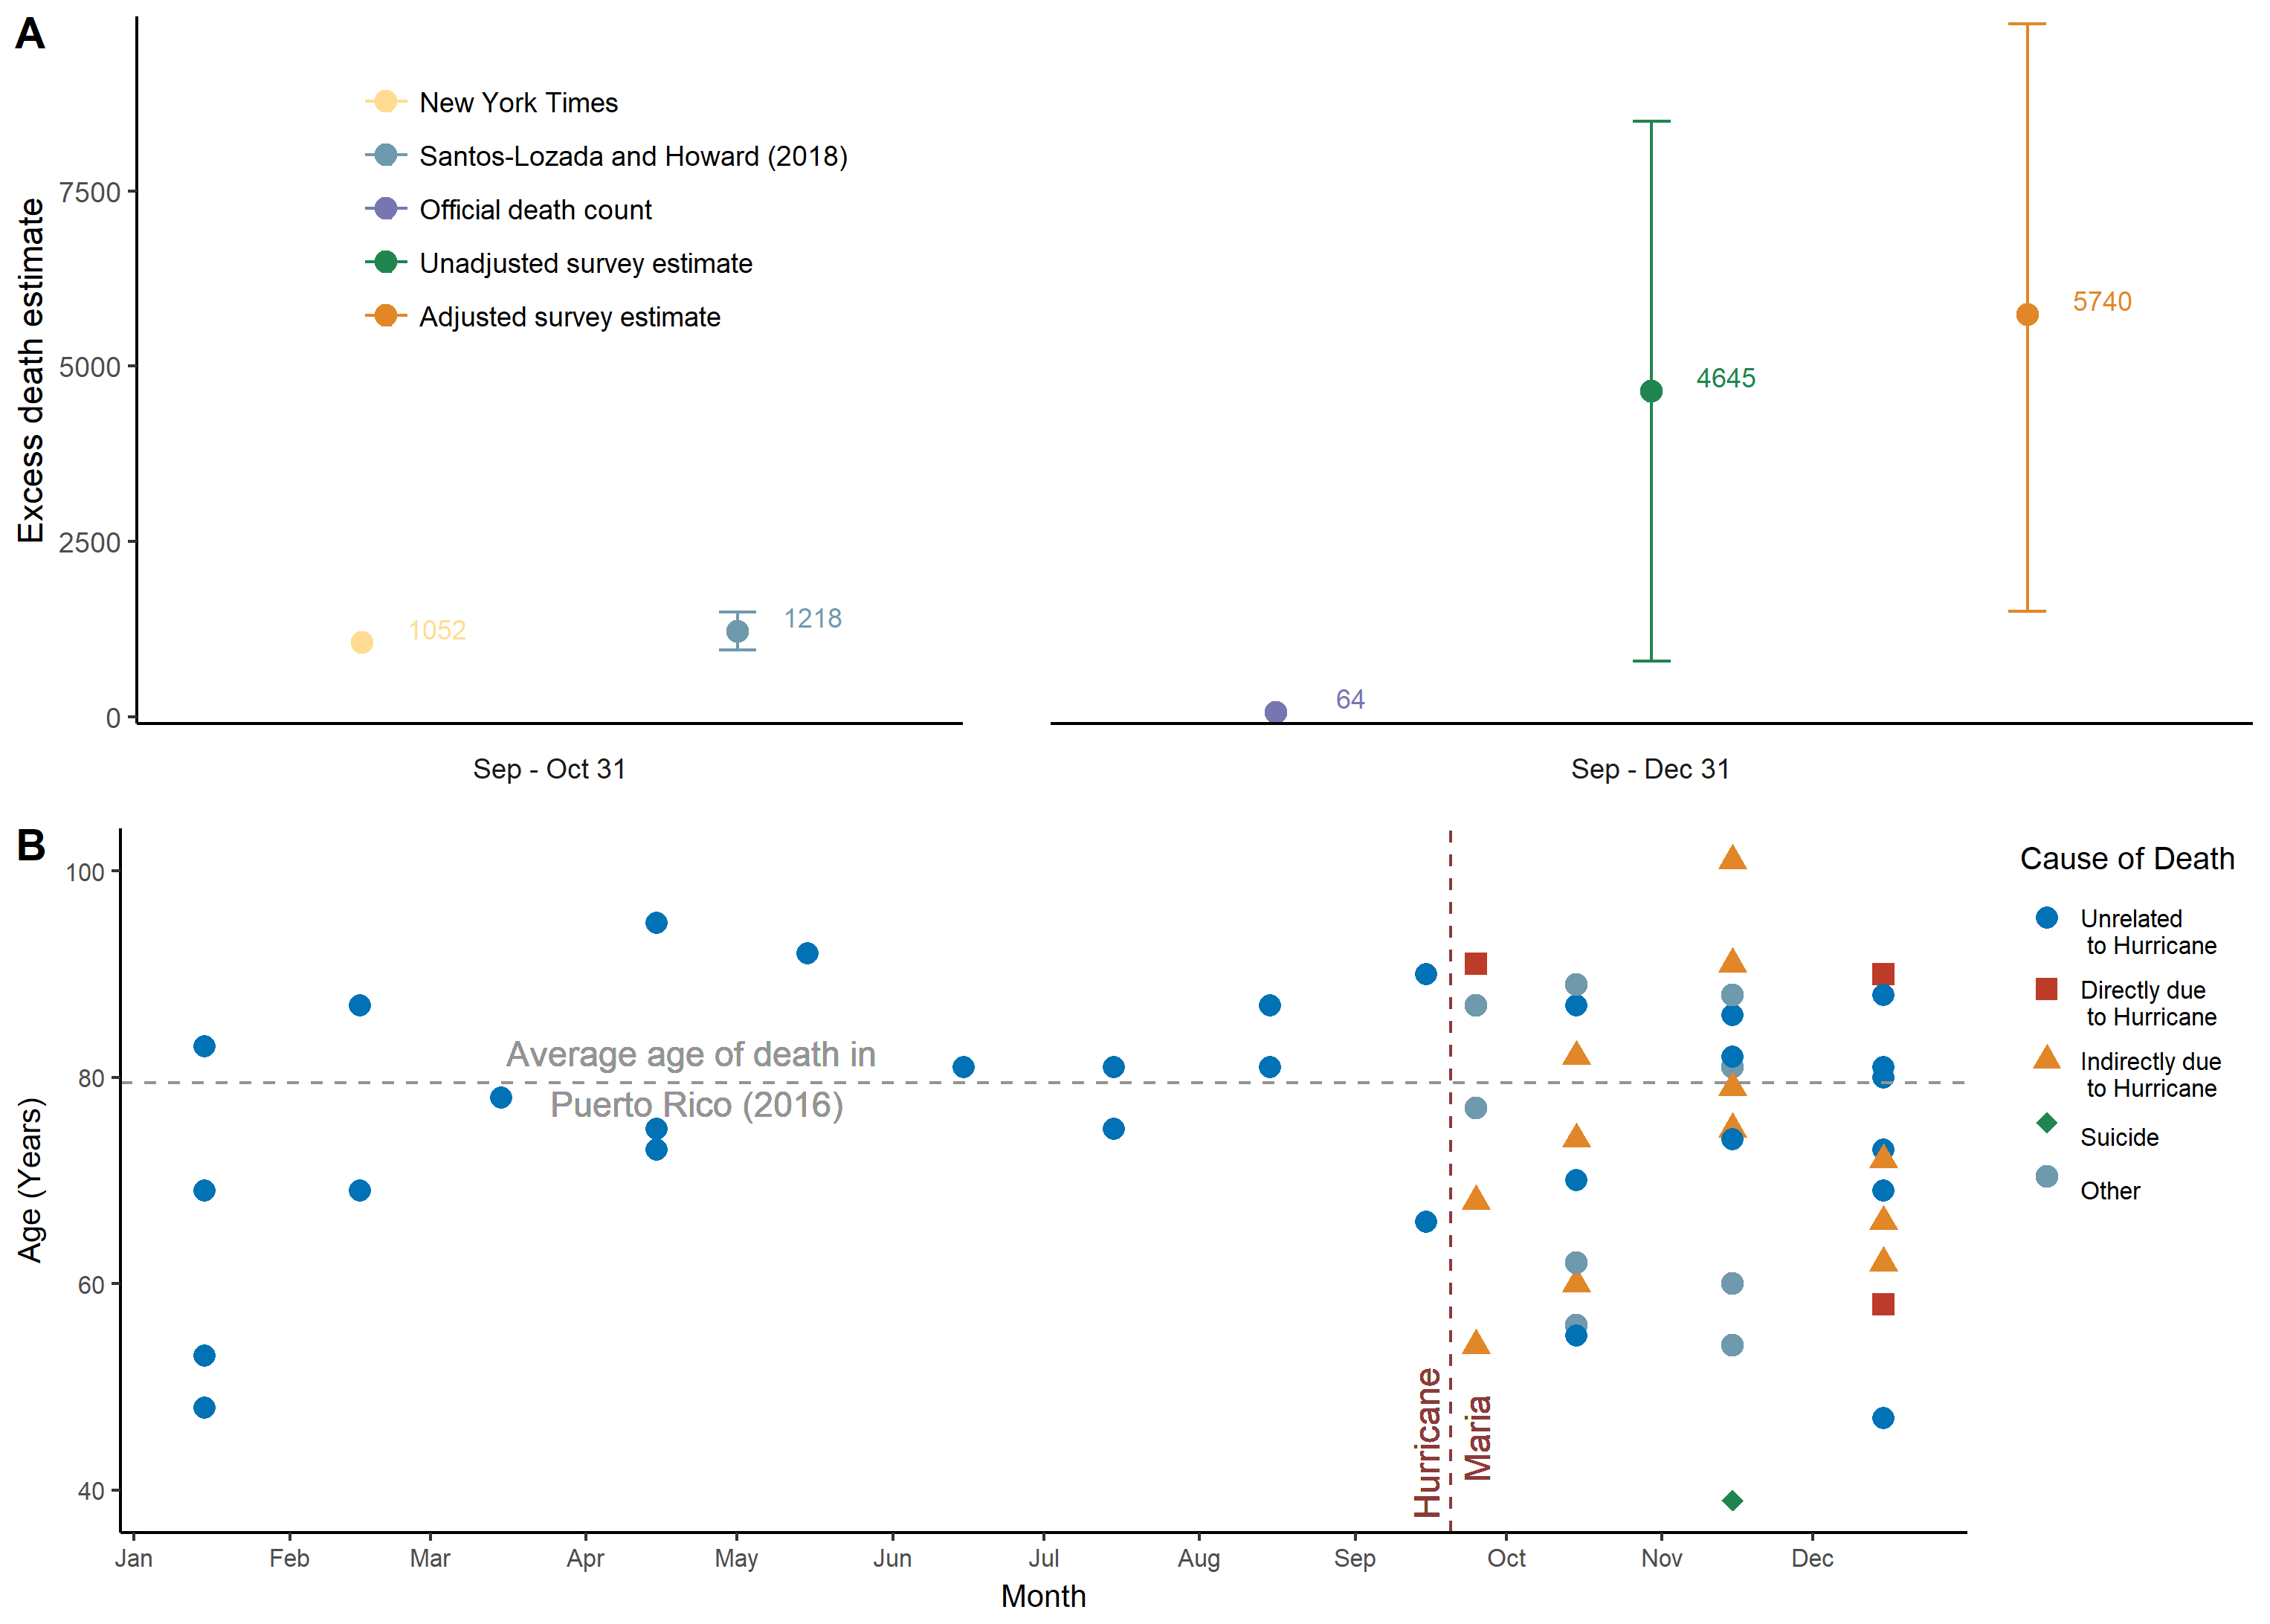 A
Excess death estimate
7500
5000
2500
0
New York Times
Santos-Lozada and Howard (2018)
Official death count
Unadjusted survey estimate
Adjusted survey estimate
1052
1218
64
4645
5740
Sep - Oct 31
Sep - Dec 31
B
Age (Years)
100
80
60
40
Average age of death in
Puerto Rico (2016)
Hurricane
Maria
Cause of Death
Unrelated
to Hurricane
Directly due
to Hurricane
Indirectly due
to Hurricane
Suicide
Other
Jan Feb Mar Apr May Jun Jul Aug Sep Oct Nov Dec
Month